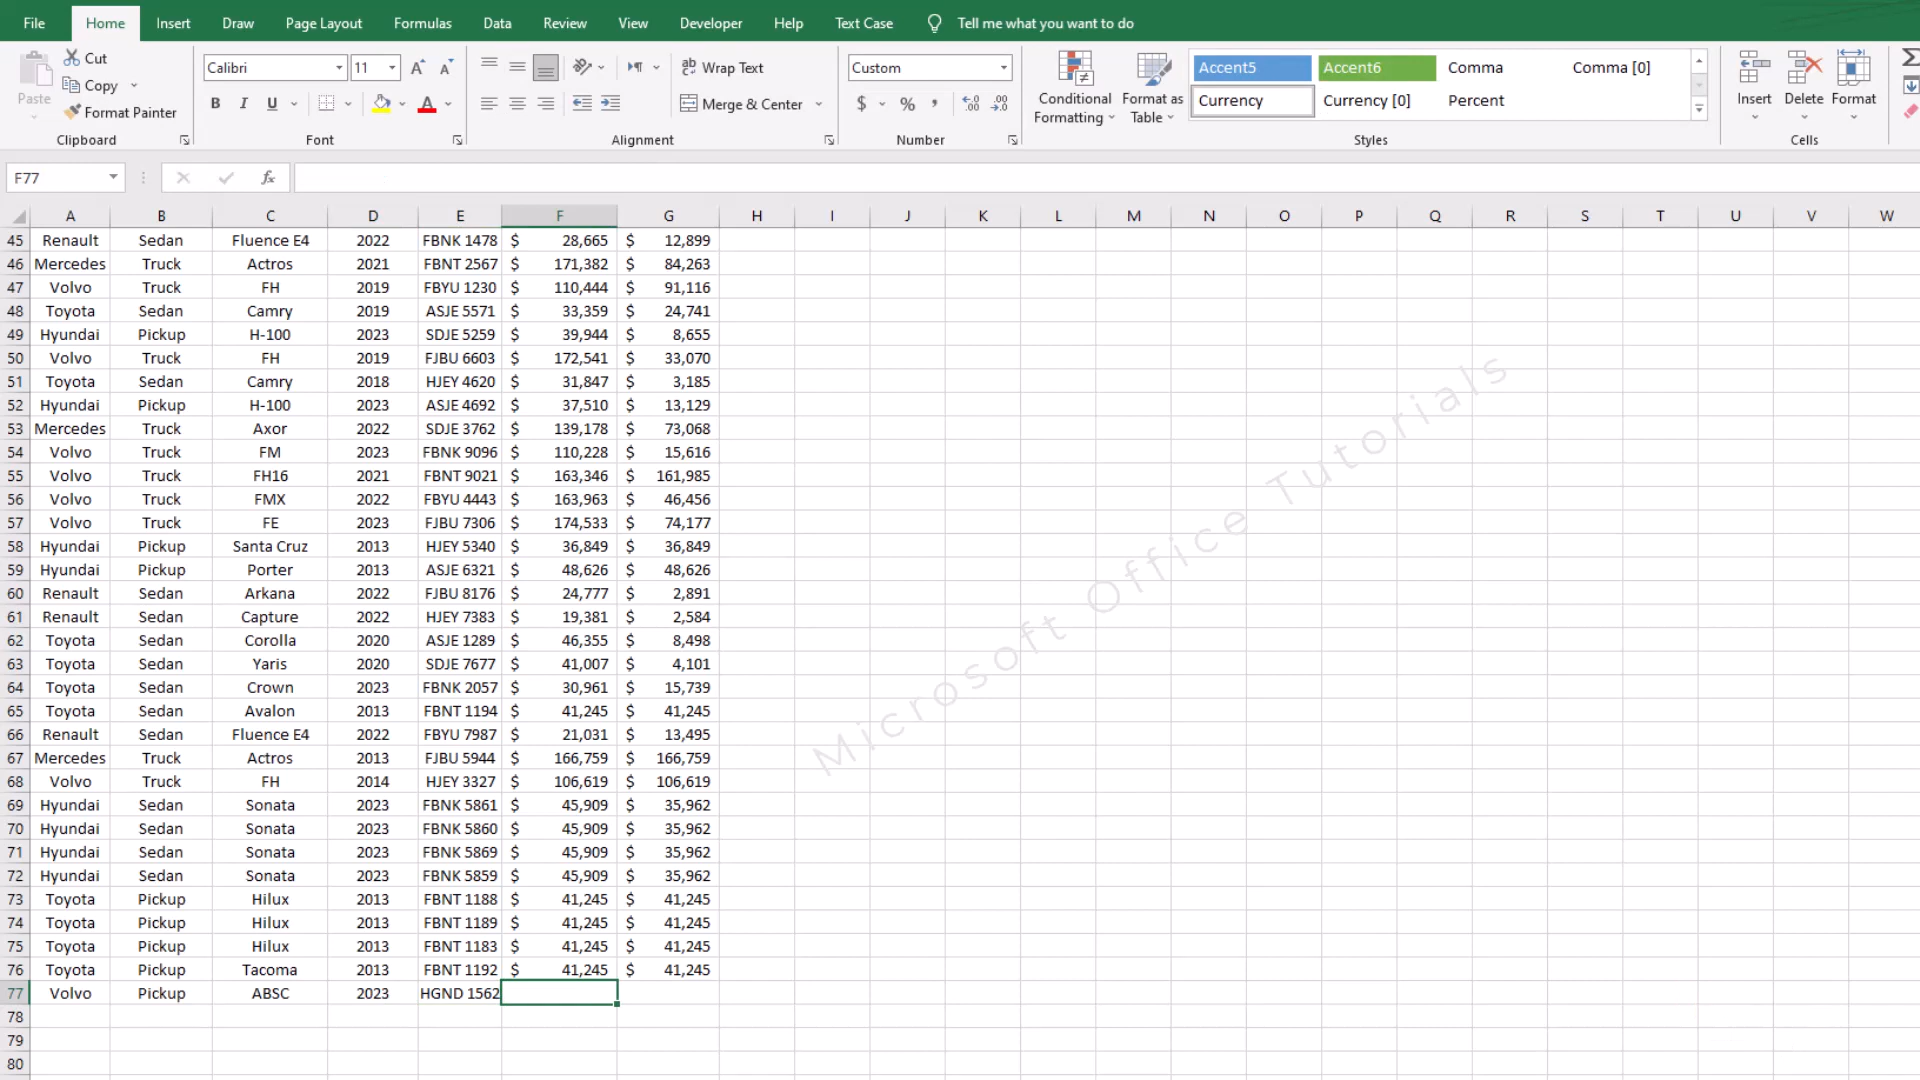 File Home Insert Draw Page Layout Formulas Data Review View Developer Help Text Case Tell me what you want to do
Paste
Cut
Copy
Format Painter
Clipboard
Calibri 11
B I U
Font
Wrap Text
Merge & Center
Alignment
Custom
$ % ,
Number
Conditional Formatting
Format as Table
Accent5 Accent6 Comma Comma [0]
Currency Currency [0] Percent
Styles
Insert Delete Format
Cells
F77 fx
A B C D E F G H I J K L M N O P Q R S T U V W
45 Renault Sedan Fluence E4 2022 FBNK 1478 $ 28,665 $ 12,899
46 Mercedes Truck Actros 2021 FBNT 2567 $ 171,382 $ 84,263
47 Volvo Truck FH 2019 FBYU 1230 $ 110,444 $ 91,116
48 Toyota Sedan Camry 2019 ASJE 5571 $ 33,359 $ 24,741
49 Hyundai Pickup H-100 2023 SDJE 5259 $ 39,944 $ 8,655
50 Volvo Truck FH 2019 FJBU 6603 $ 172,541 $ 33,070
51 Toyota Sedan Camry 2018 HJEY 4620 $ 31,847 $ 3,185
52 Hyundai Pickup H-100 2023 ASJE 4692 $ 37,510 $ 13,129
53 Mercedes Truck Axor 2022 SDJE 3762 $ 139,178 $ 73,068
54 Volvo Truck FM 2023 FBNK 9096 $ 110,228 $ 15,616
55 Volvo Truck FH16 2021 FBNT 9021 $ 163,346 $ 161,985
56 Volvo Truck FMX 2022 FBYU 4443 $ 163,963 $ 46,456
57 Volvo Truck FE 2023 FJBU 7306 $ 174,533 $ 74,177
58 Hyundai Pickup Santa Cruz 2013 HJEY 5340 $ 36,849 $ 36,849
59 Hyundai Pickup Porter 2013 ASJE 6321 $ 48,626 $ 48,626
60 Renault Sedan Arkana 2022 FJBU 8176 $ 24,777 $ 2,891
61 Renault Sedan Capture 2022 HJEY 7383 $ 19,381 $ 2,584
62 Toyota Sedan Corolla 2020 ASJE 1289 $ 46,355 $ 8,498
63 Toyota Sedan Yaris 2020 SDJE 7677 $ 41,007 $ 4,101
64 Toyota Sedan Crown 2023 FBNK 2057 $ 30,961 $ 15,739
65 Toyota Sedan Avalon 2013 FBNT 1194 $ 41,245 $ 41,245
66 Renault Sedan Fluence E4 2022 FBYU 7987 $ 21,031 $ 13,495
67 Mercedes Truck Actros 2013 FJBU 5944 $ 166,759 $ 166,759
68 Volvo Truck FH 2014 HJEY 3327 $ 106,619 $ 106,619
69 Hyundai Sedan Sonata 2023 FBNK 5861 $ 45,909 $ 35,962
70 Hyundai Sedan Sonata 2023 FBNK 5860 $ 45,909 $ 35,962
71 Hyundai Sedan Sonata 2023 FBNK 5869 $ 45,909 $ 35,962
72 Hyundai Sedan Sonata 2023 FBNK 5859 $ 45,909 $ 35,962
73 Toyota Pickup Hilux 2013 FBNT 1188 $ 41,245 $ 41,245
74 Toyota Pickup Hilux 2013 FBNT 1189 $ 41,245 $ 41,245
75 Toyota Pickup Hilux 2013 FBNT 1183 $ 41,245 $ 41,245
76 Toyota Pickup Tacoma 2013 FBNT 1192 $ 41,245 $ 41,245
77 Volvo Pickup ABSC 2023 HGND 1562
78
79
80
Microsoft Office Tutorials